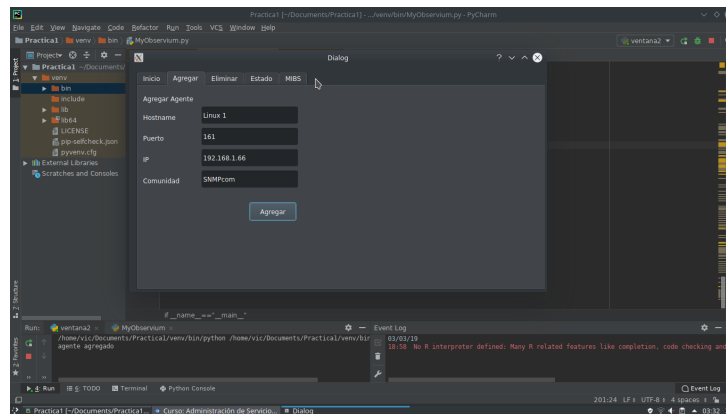 Practica1 [~/Documents/Practica1] - .../venv/bin/MyObservium.py - PyCharm
File Edit View Navigate Code Refactor Run Tools VCS Window Help
Practica1 venv bin MyObservium.py
ventana2
1: Project
Project
Practica1 ~/Documents/
venv
bin
include
lib
lib64
LICENSE
pip-selfcheck.json
pyvenv.cfg
External Libraries
Scratches and Consoles
Dialog
Inicio Agregar Eliminar Estado MIBS
Agregar Agente
Hostname Linux 1
Puerto 161
IP 192.168.1.66
Comunidad SNMPcom
Agregar
if __name__=="__main__"
Z: Structure
2: Favorites
Run: ventana2 MyObservium
/home/vic/Documents/Practica1/venv/bin/python /home/vic/Documents/Practica1/venv/bin
agente agregado
Event Log
03/03/19
18:58 No R interpreter defined: Many R related features like completion, code checking and
4: Run 6: TODO Terminal Python Console
Event Log
201:24 LF UTF-8 4 spaces
Practica1 [~/Documents/Practica1... Curso: Administración de Servicio... Dialog
03:32